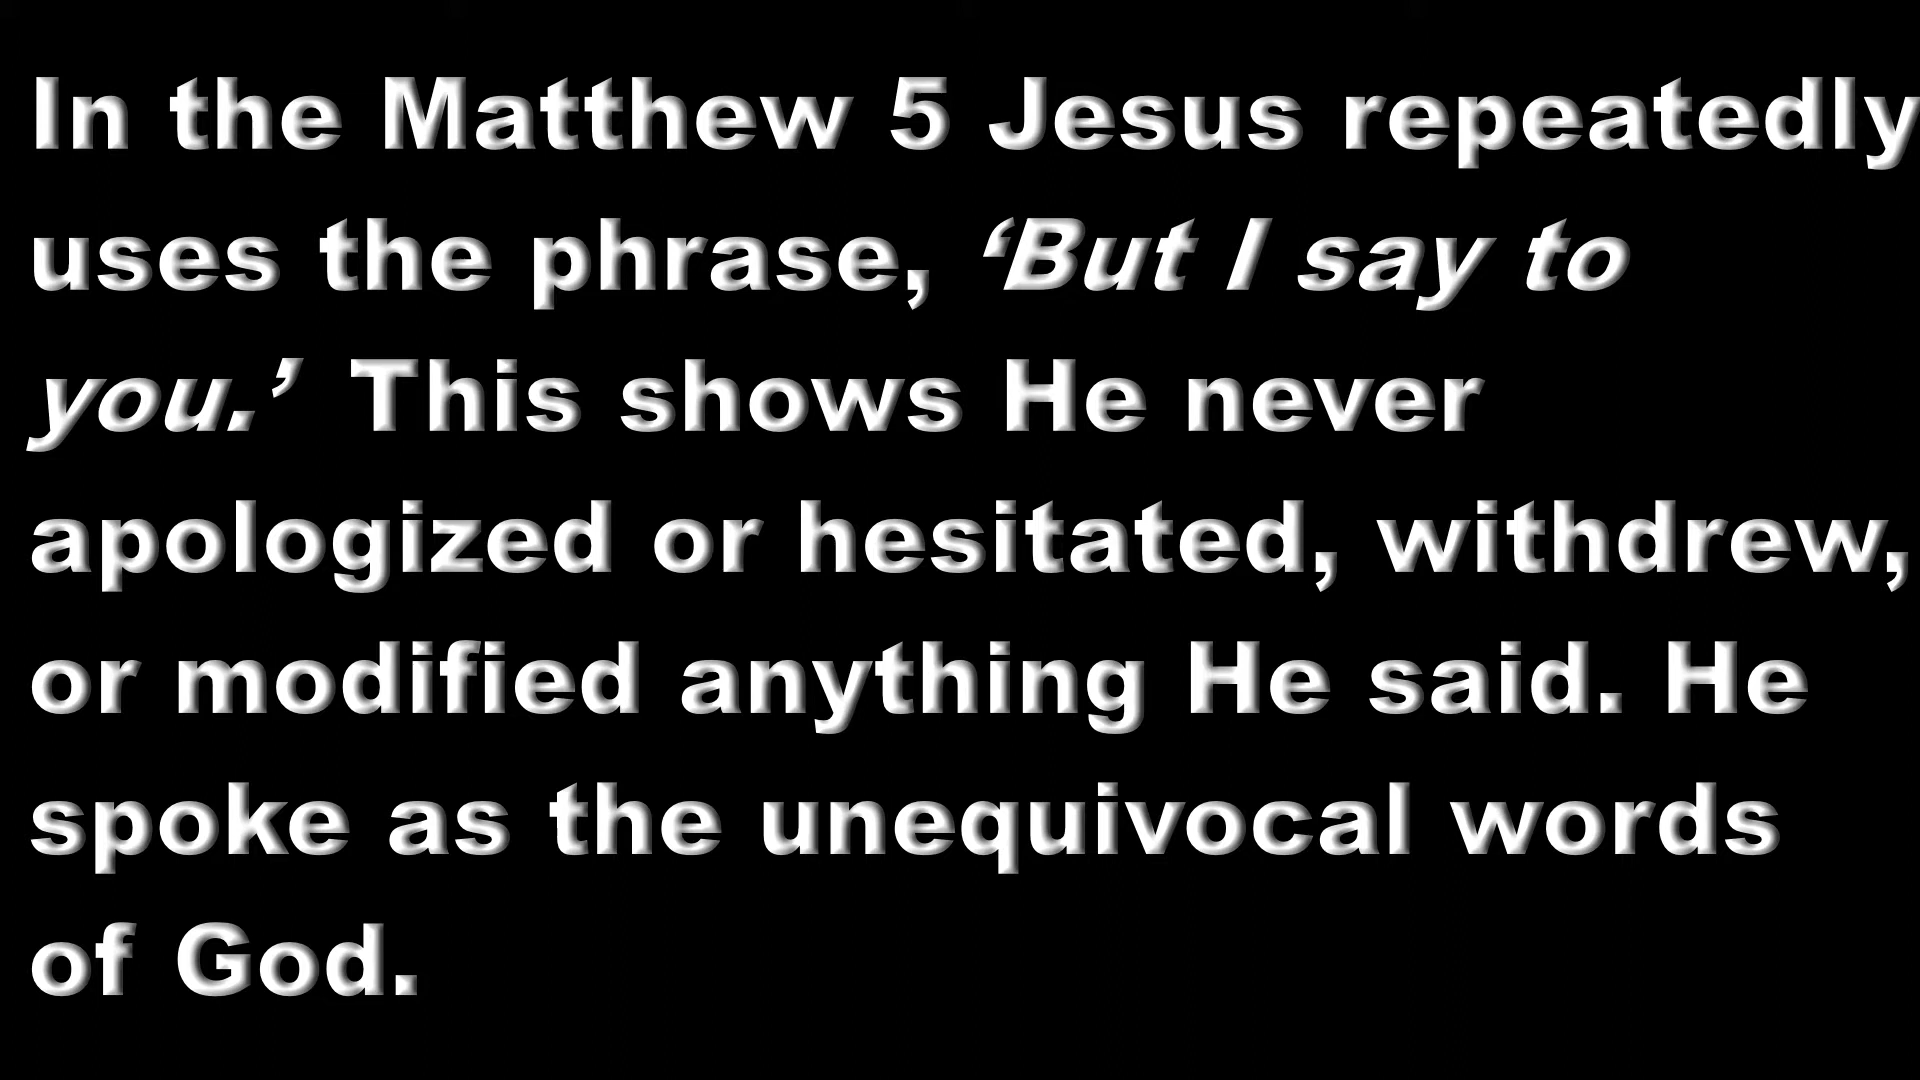 In the Matthew 5 Jesus repeatedly
uses the phrase, ‘But I say to
you.’ This shows He never
apologized or hesitated, withdrew,
or modified anything He said. He
spoke as the unequivocal words
of God.